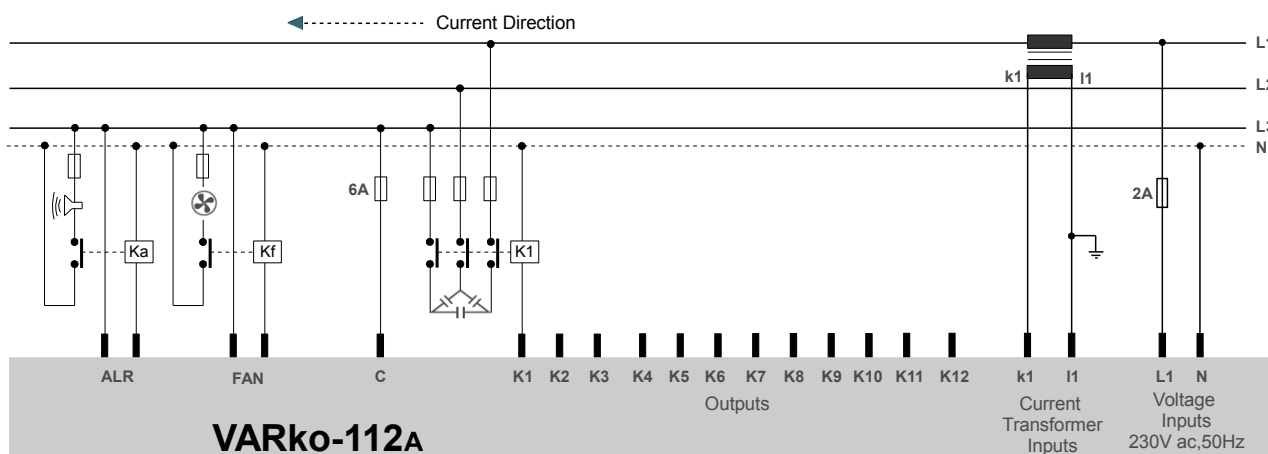 Current Direction
L1
k1 l1
L2
L3
N
6A
2A
Ka
Kf
K1
ALR FAN C K1 K2 K3 K4 K5 K6 K7 K8 K9 K10 K11 K12 k1 l1 L1 N
Outputs
Current
Transformer
Inputs
Voltage
Inputs
230V ac,50Hz
VARko-112A